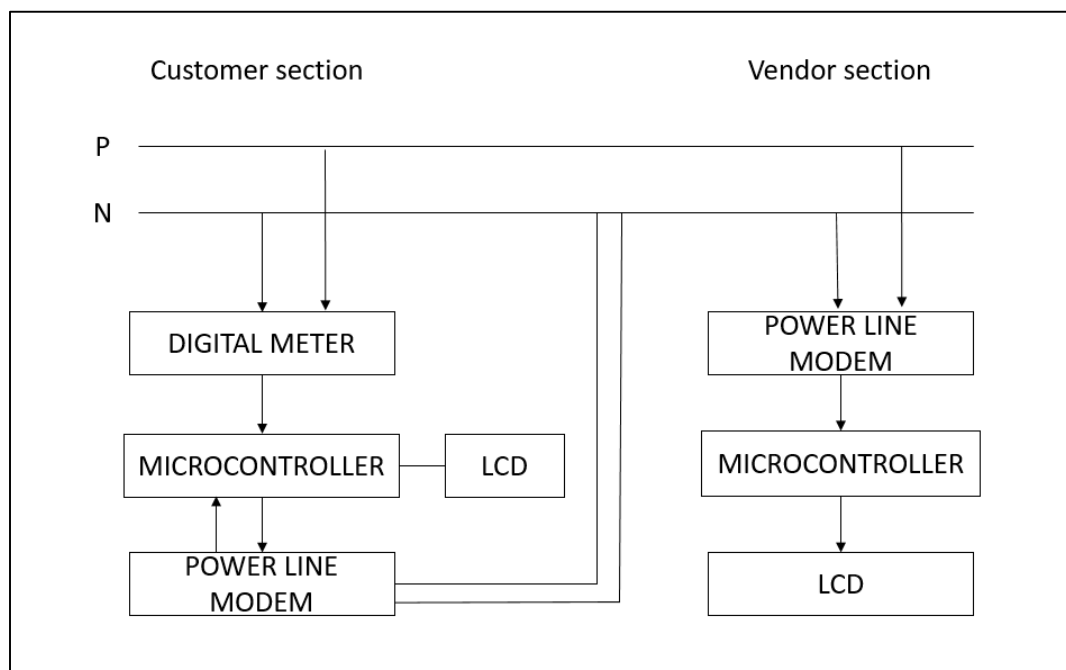 Customer section
Vendor section
P
N
DIGITAL METER
POWER LINE
MODEM
MICROCONTROLLER
LCD
MICROCONTROLLER
POWER LINE
MODEM
LCD